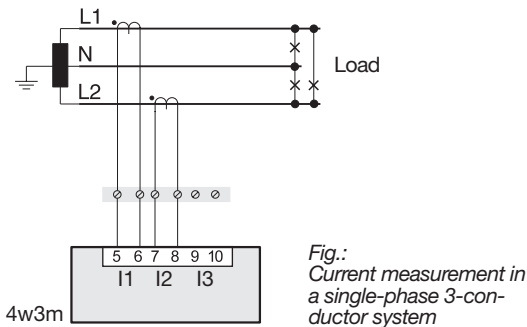 L1
N
Load
L2
5 6 7 8 9 10
I1 I2 I3
4w3m
Fig.:
Current measurement in
a single-phase 3-con-
ductor system